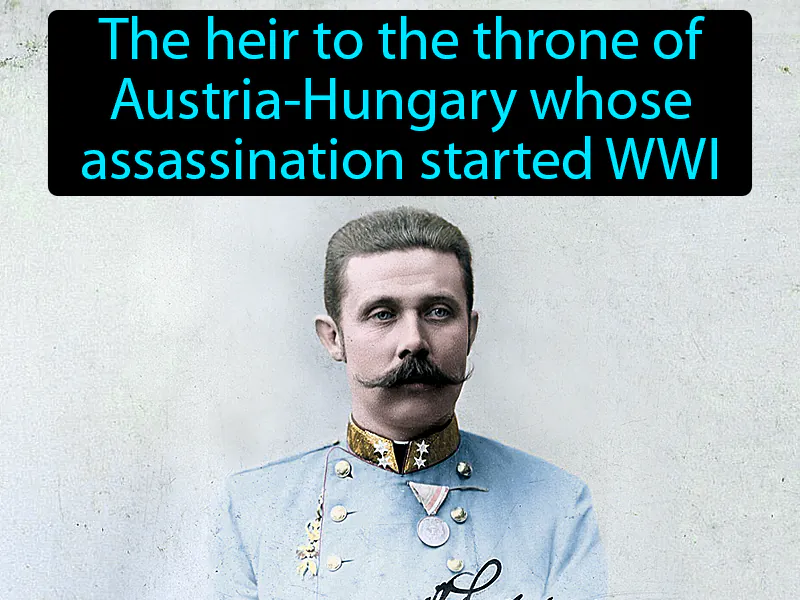 The heir to the throne of
Austria-Hungary whose
assassination started WWI